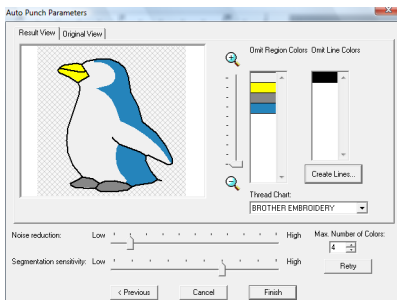 Auto Punch Parameters
Result View Original View
Omit Region Colors Omit Line Colors
Create Lines...
Thread Chart:
BROTHER EMBROIDERY
Noise reduction: Low High Max. Number of Colors:
4
Segmentation sensitivity: Low High Retry
< Previous Cancel Finish